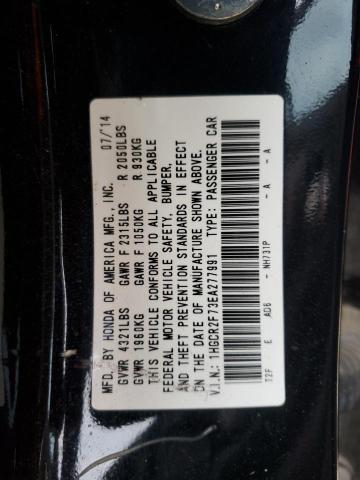 MFD. BY HONDA OF AMERICA MFG., INC. 07/14
GVWR 4321LBS GAWR F 2315LBS R 2050LBS
GVWR 1960KG GAWR F 1050KG R 930KG
THIS VEHICLE CONFORMS TO ALL APPLICABLE
FEDERAL MOTOR VEHICLE SAFETY, BUMPER,
AND THEFT PREVENTION STANDARDS IN EFFECT
ON THE DATE OF MANUFACTURE SHOWN ABOVE.
V.I.N.: 1HGCR2F73EA277991 TYPE: PASSENGER CAR
T2F E AD6 - NH731P - A - A